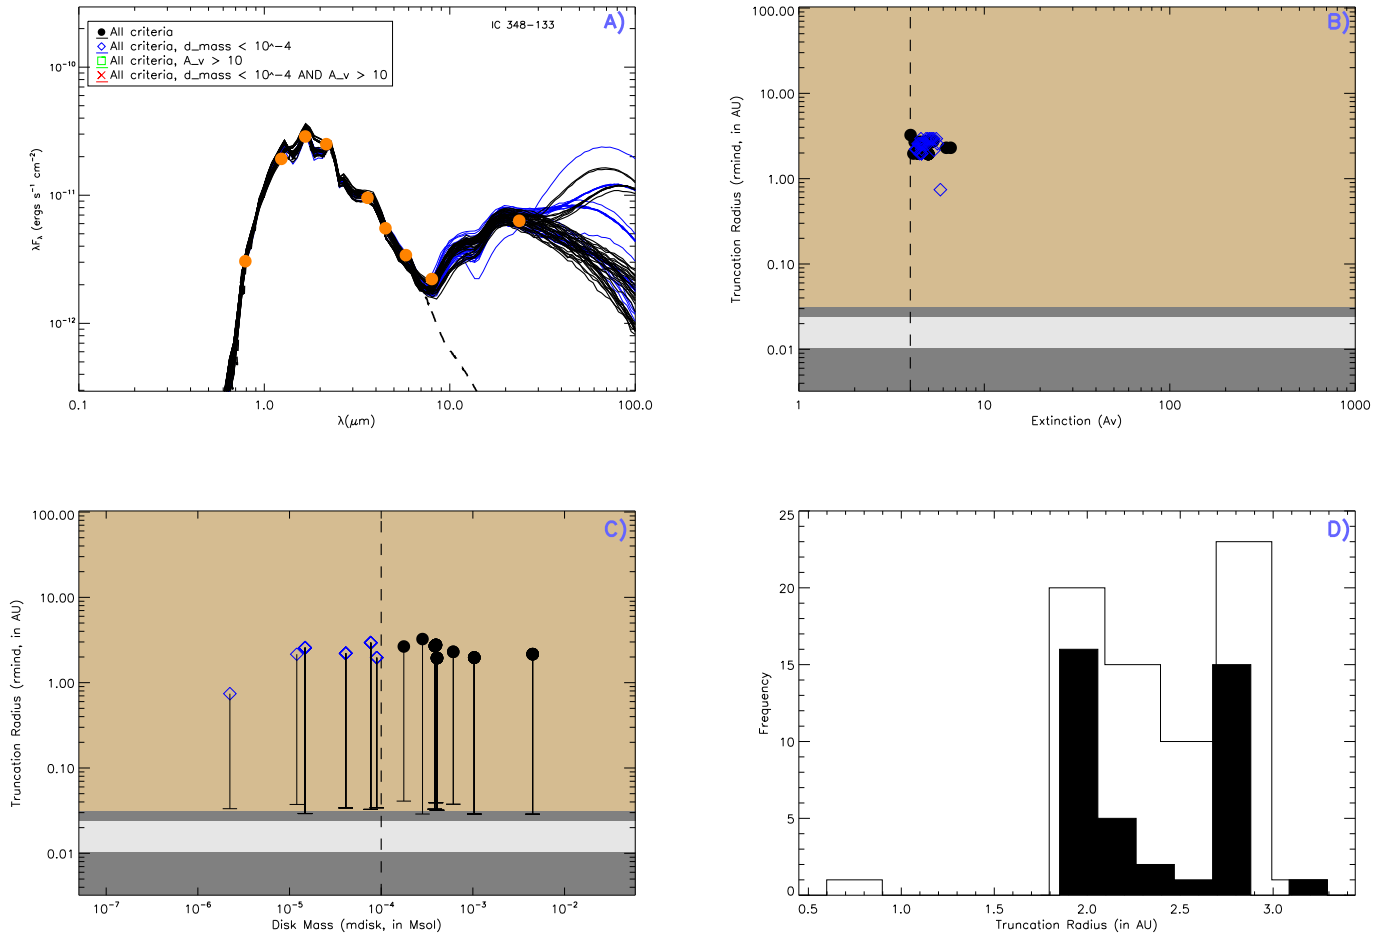 A)
IC 348-133
All criteria
All criteria, d_mass < 10^-4
All criteria, A_v > 10
All criteria, d_mass < 10^-4 AND A_v > 10
10⁻¹⁰
10⁻¹¹
10⁻¹²
λFλ (ergs s⁻¹ cm⁻²)
0.1 1.0 10.0 100.0
λ(μm)
B)
100.00
10.00
1.00
0.10
0.01
Truncation Radius (rmind, in AU)
1 10 100 1000
Extinction (Av)
C)
100.00
10.00
1.00
0.10
0.01
Truncation Radius (rmind, in AU)
10⁻⁷ 10⁻⁶ 10⁻⁵ 10⁻⁴ 10⁻³ 10⁻²
Disk Mass (mdisk, in Msol)
D)
25
20
15
10
5
0
Frequency
0.5 1.0 1.5 2.0 2.5 3.0
Truncation Radius (in AU)